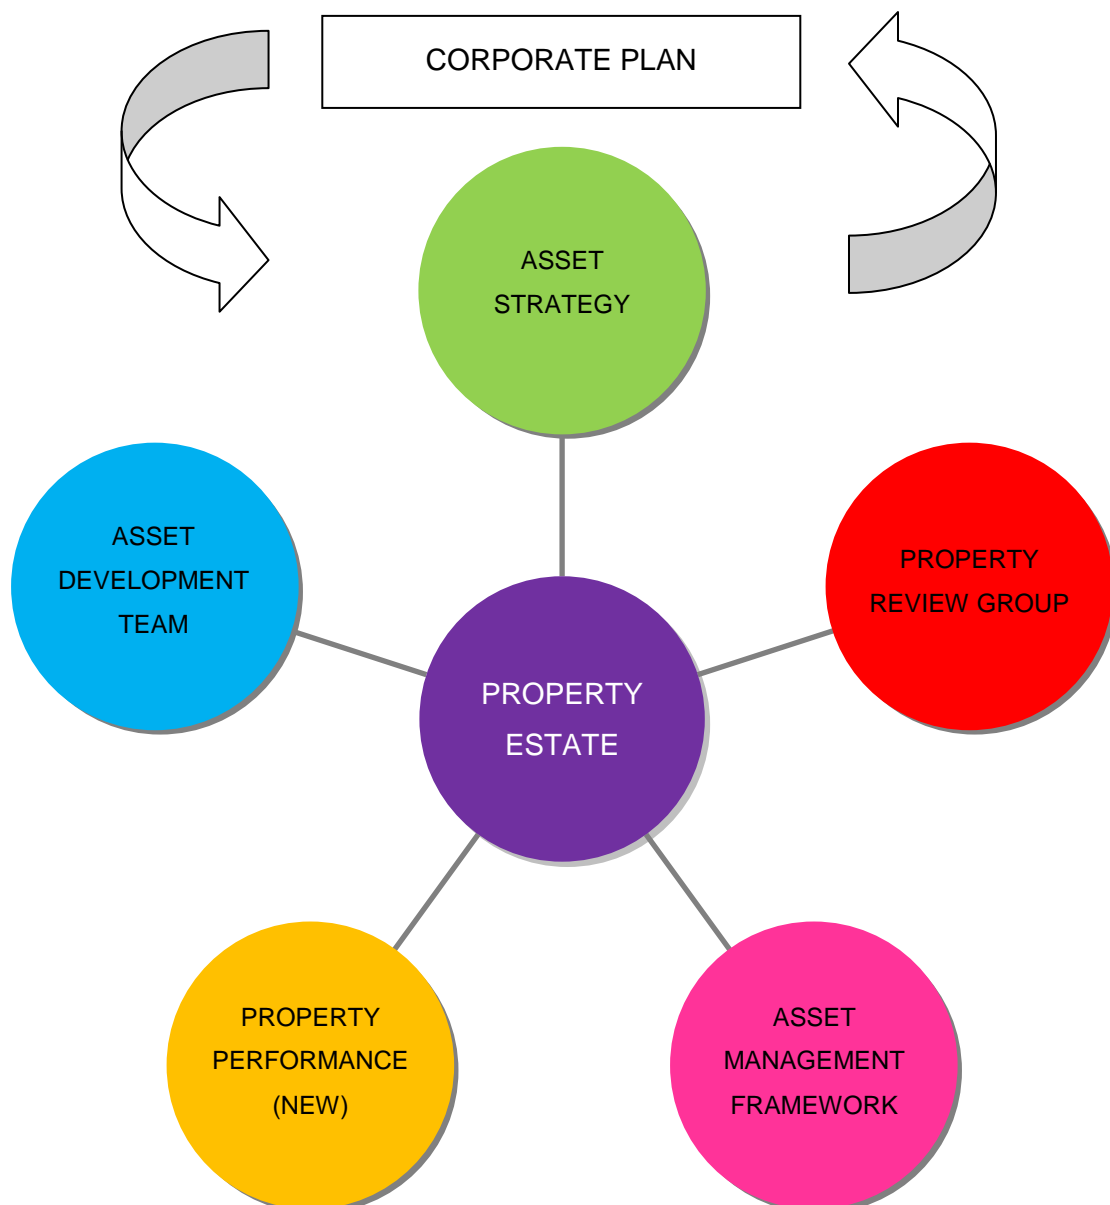 CORPORATE PLAN
ASSET
STRATEGY
ASSET
DEVELOPMENT
TEAM
PROPERTY
REVIEW GROUP
PROPERTY
ESTATE
PROPERTY
PERFORMANCE
(NEW)
ASSET
MANAGEMENT
FRAMEWORK